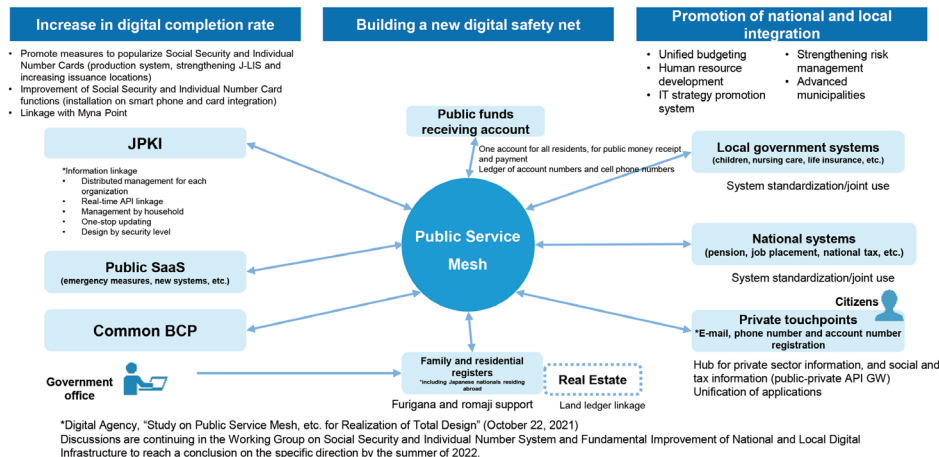 Increase in digital completion rate
Building a new digital safety net
Promotion of national and local
integration
• Promote measures to popularize Social Security and Individual
Number Cards (production system, strengthening J-LIS and
increasing issuance locations)
• Improvement of Social Security and Individual Number Card
functions (installation on smart phone and card integration)
• Linkage with Myna Point
• Unified budgeting
• Human resource
development
• IT strategy promotion
system
• Strengthening risk
management
• Advanced
municipalities
Public funds
receiving account
One account for all residents, for public money receipt
and payment
Ledger of account numbers and cell phone numbers
JPKI
*Information linkage
• Distributed management for each
organization
• Real-time API linkage
• Management by household
• One-stop updating
• Design by security level
Local government systems
(children, nursing care, life insurance, etc.)
System standardization/joint use
Public Service
Mesh
National systems
(pension, job placement, national tax, etc.)
System standardization/joint use
Public SaaS
(emergency measures, new systems, etc.)
Citizens
Private touchpoints
*E-mail, phone number and account number
registration
Hub for private sector information, and social and
tax information (public-private API GW)
Unification of applications
Common BCP
Government
office
Family and residential
registers
*including Japanese nationals residing
abroad
Furigana and romaji support
Real Estate
Land ledger linkage
*Digital Agency, “Study on Public Service Mesh, etc. for Realization of Total Design” (October 22, 2021)
Discussions are continuing in the Working Group on Social Security and Individual Number System and Fundamental Improvement of National and Local Digital
Infrastructure to reach a conclusion on the specific direction by the summer of 2022.